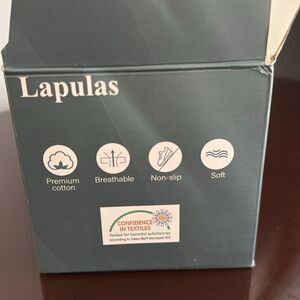 Lapulas
Premium cotton
Breathable
Non-slip
Soft
CONFIDENCE
IN TEXTILES
Tested for harmful substances
according to Oeko-Tex® Standard 100